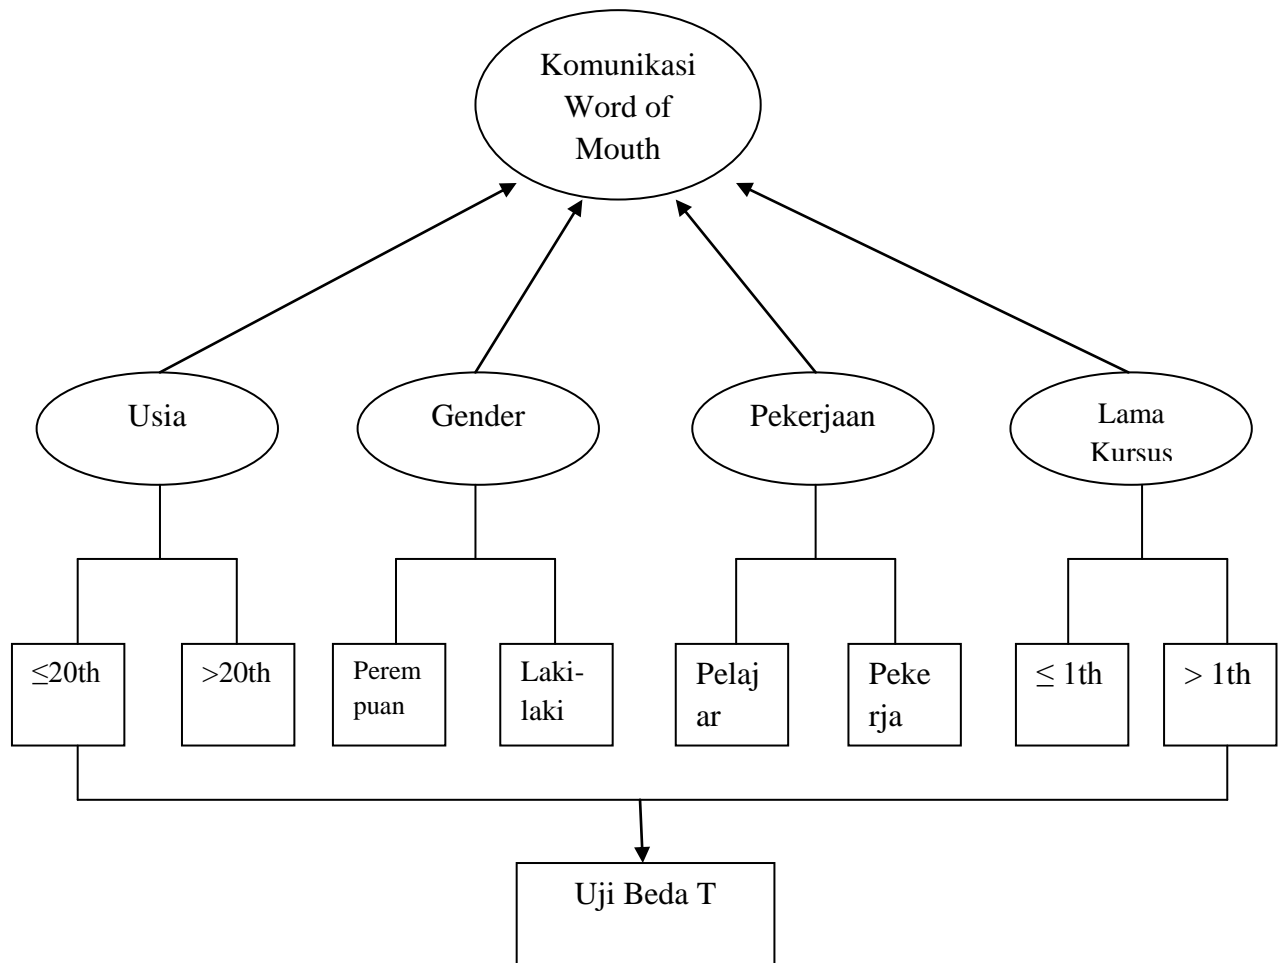 Komunikasi
Word of
Mouth
Usia
Gender
Pekerjaan
Lama
Kursus
≤20th
>20th
Perem
puan
Laki-
laki
Pelaj
ar
Peke
rja
≤ 1th
> 1th
Uji Beda T